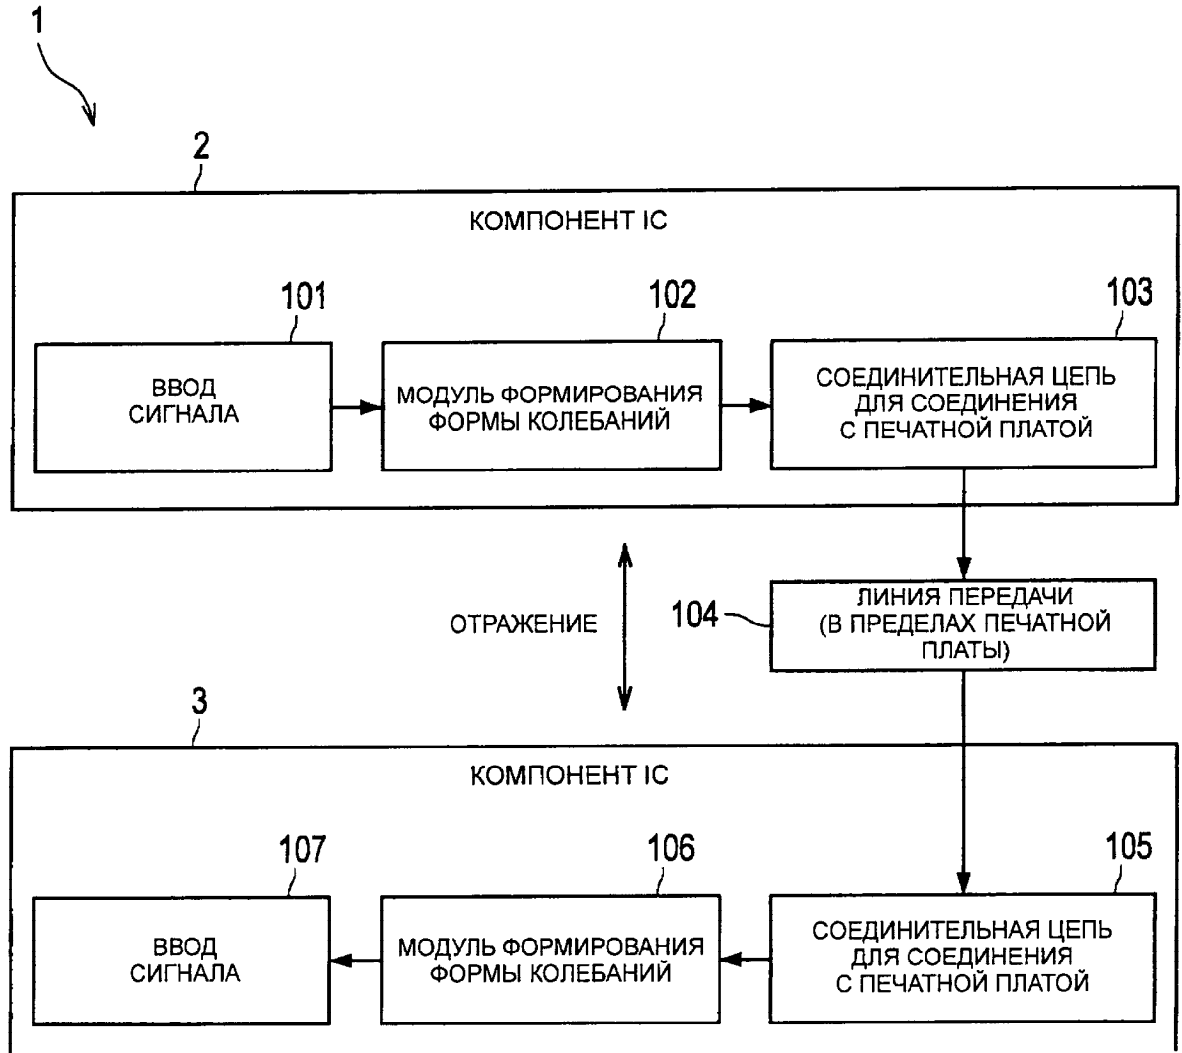 1
2
КОМПОНЕНТ IC
101
102
103
ВВОД
СИГНАЛА
МОДУЛЬ ФОРМИРОВАНИЯ
ФОРМЫ КОЛЕБАНИЙ
СОЕДИНИТЕЛЬНАЯ ЦЕПЬ
ДЛЯ СОЕДИНЕНИЯ
С ПЕЧАТНОЙ ПЛАТОЙ
ОТРАЖЕНИЕ
104
ЛИНИЯ ПЕРЕДАЧИ
(В ПРЕДЕЛАХ ПЕЧАТНОЙ
ПЛАТЫ)
3
КОМПОНЕНТ IC
107
106
105
ВВОД
СИГНАЛА
МОДУЛЬ ФОРМИРОВАНИЯ
ФОРМЫ КОЛЕБАНИЙ
СОЕДИНИТЕЛЬНАЯ ЦЕПЬ
ДЛЯ СОЕДИНЕНИЯ
С ПЕЧАТНОЙ ПЛАТОЙ